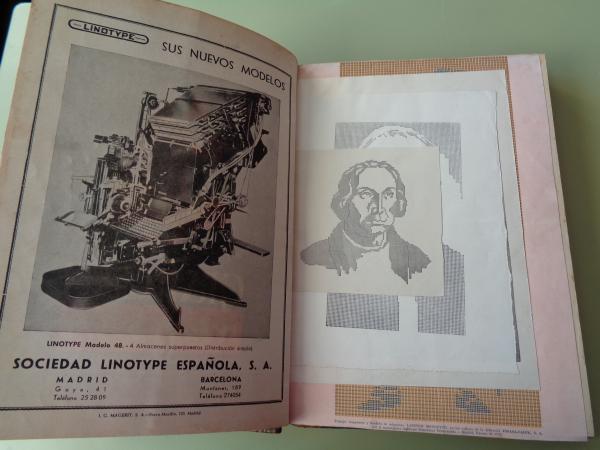 LINOTYPE
SUS NUEVOS MODELOS
LINOTYPE Modelo 48. - 4 Almacenes superpuestos (Distribución simple)
SOCIEDAD LINOTYPE ESPAÑOLA, S. A.
MADRID
Goya, 41
Teléfono 25 28 09
BARCELONA
Muntaner, 189
Teléfono 274054